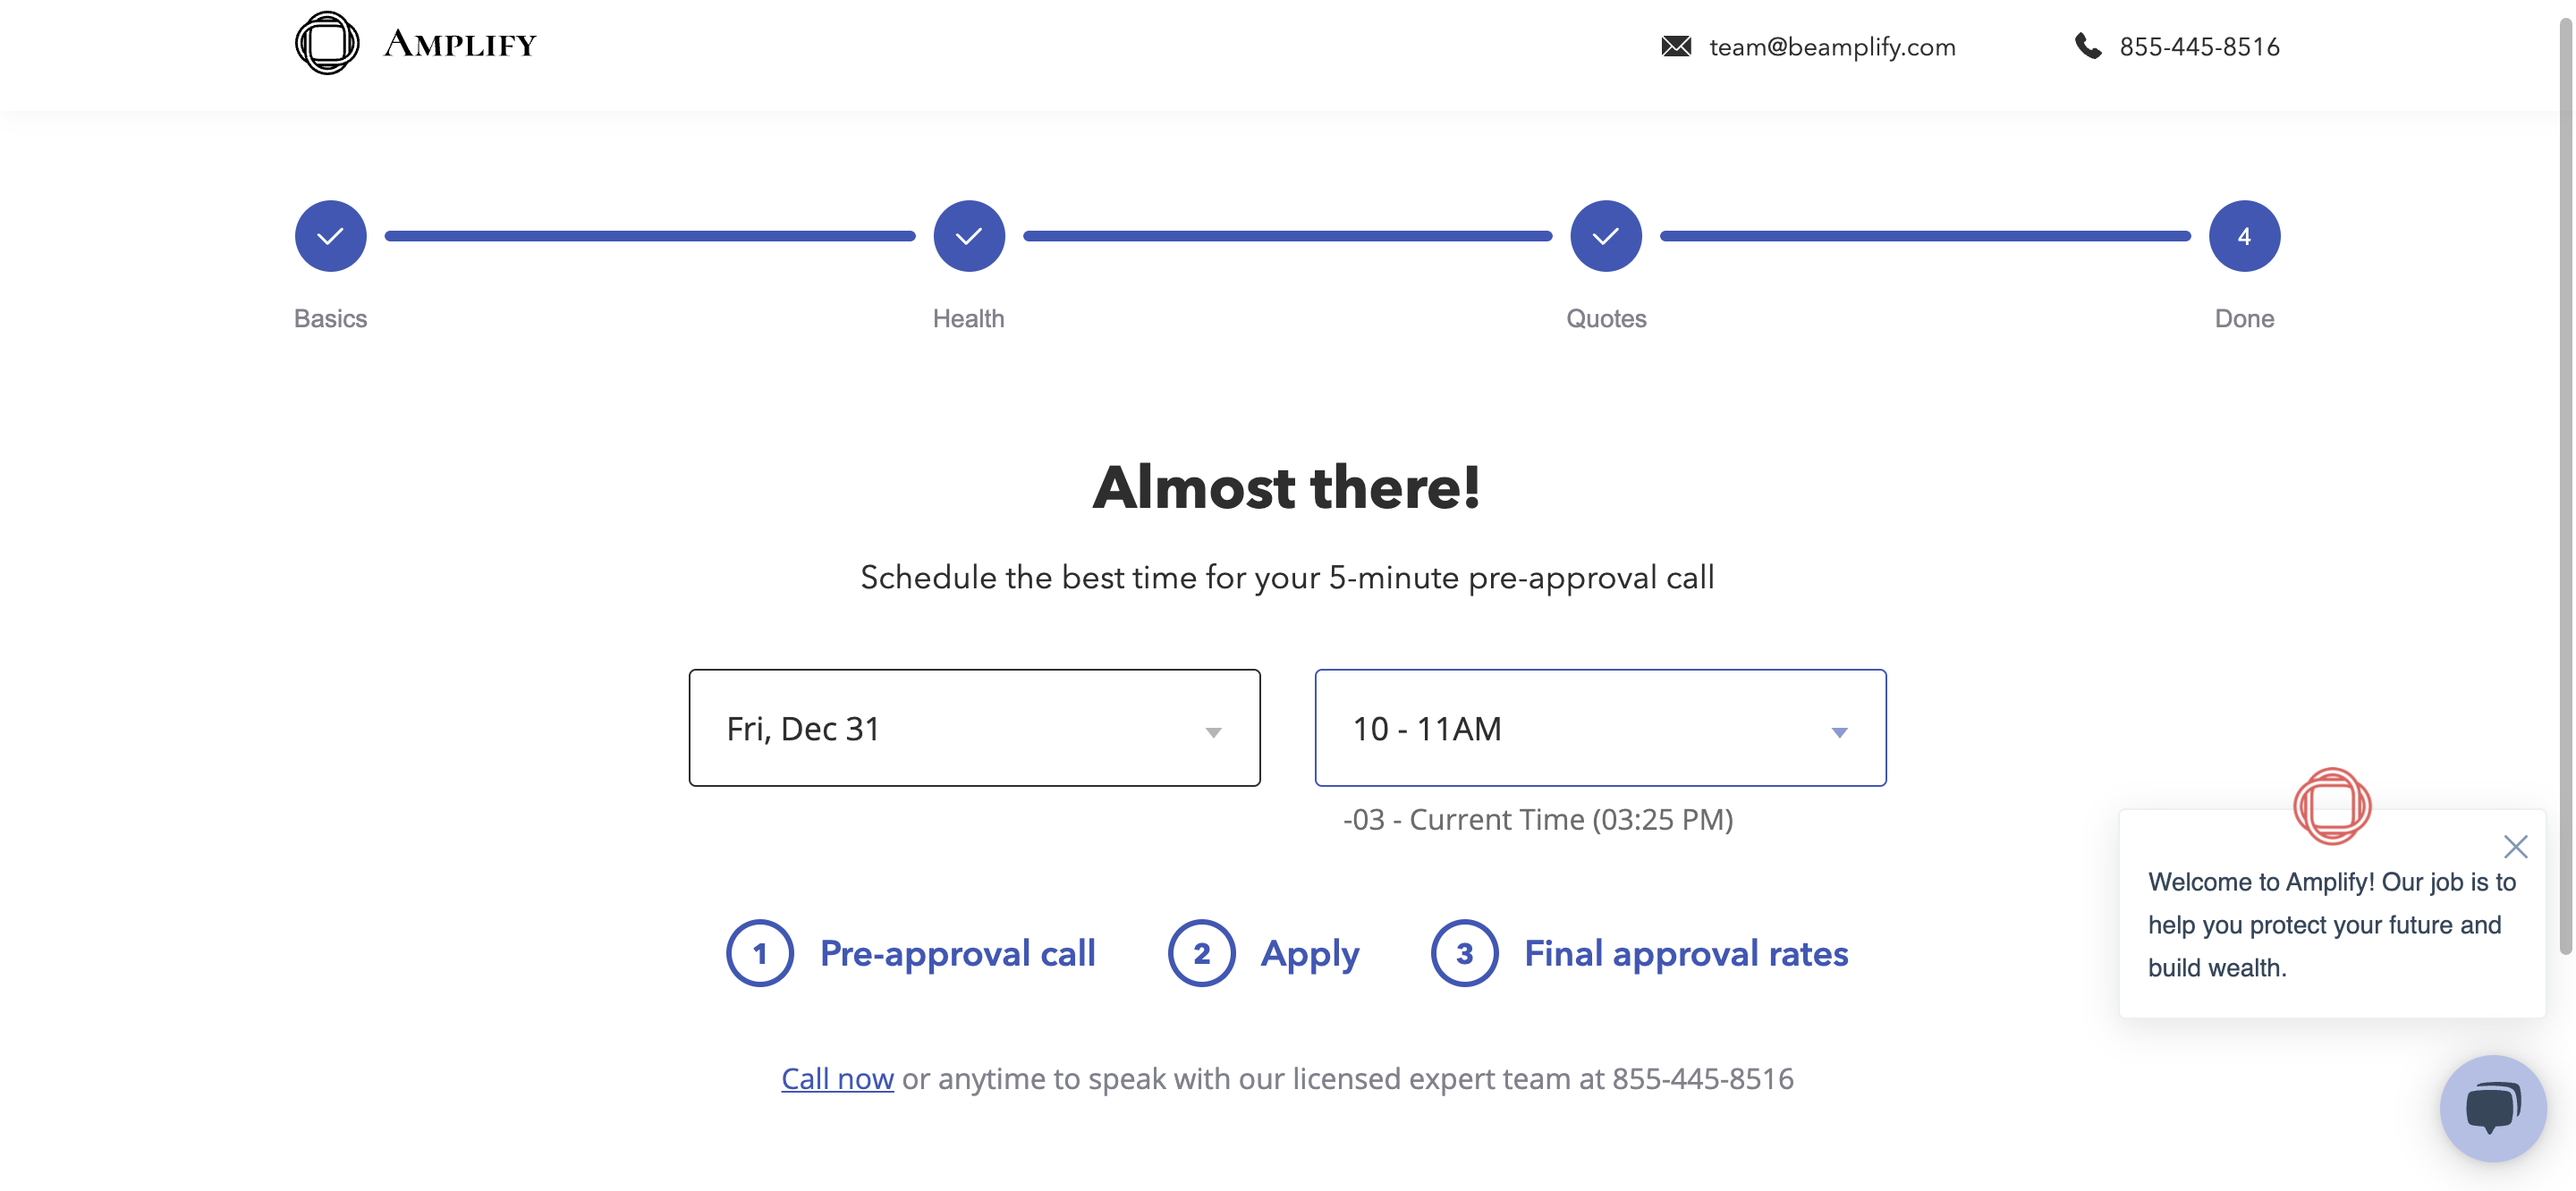 AMPLIFY
team@beamplify.com
855-445-8516
4
Basics
Health
Quotes
Done
Almost there!
Schedule the best time for your 5-minute pre-approval call
Fri, Dec 31
10 - 11AM
-03 - Current Time (03:25 PM)
1 Pre-approval call
2 Apply
3 Final approval rates
Call now or anytime to speak with our licensed expert team at 855-445-8516
Welcome to Amplify! Our job is to
help you protect your future and
build wealth.